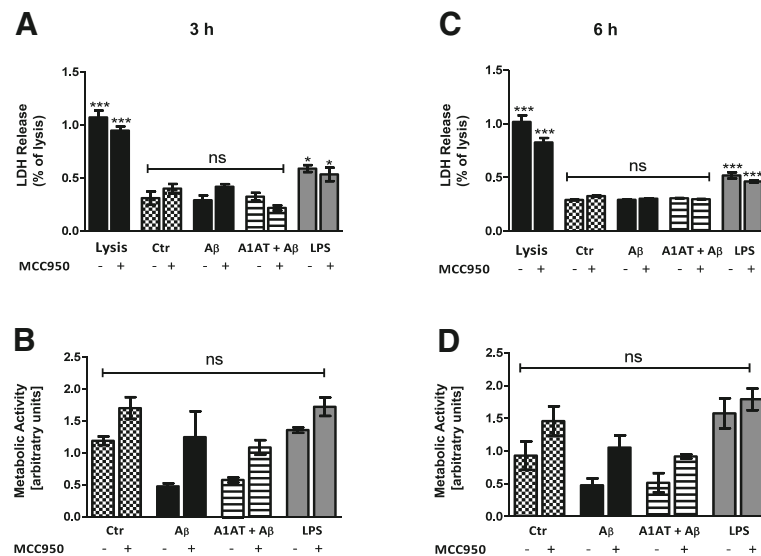 A
3 h
LDH Release
(% of lysis)
1.5
1.0
0.5
0.0
***
***
ns
*
*
Lysis Ctr Aβ A1AT + Aβ LPS
MCC950 - + - + - + - + - +
C
6 h
LDH Release
(% of lysis)
1.5
1.0
0.5
0.0
***
***
ns
***
***
Lysis Ctr Aβ A1AT + Aβ LPS
MCC950 - + - + - + - + - +
B
Metabolic Activity
[arbitratry units]
2.5
2.0
1.5
1.0
0.5
0.0
ns
Ctr Aβ A1AT + Aβ LPS
MCC950 - + - + - + - +
D
Metabolic Activity
[arbitratry units]
2.5
2.0
1.5
1.0
0.5
0.0
ns
Ctr Aβ A1AT + Aβ LPS
MCC950 - + - + - + - +